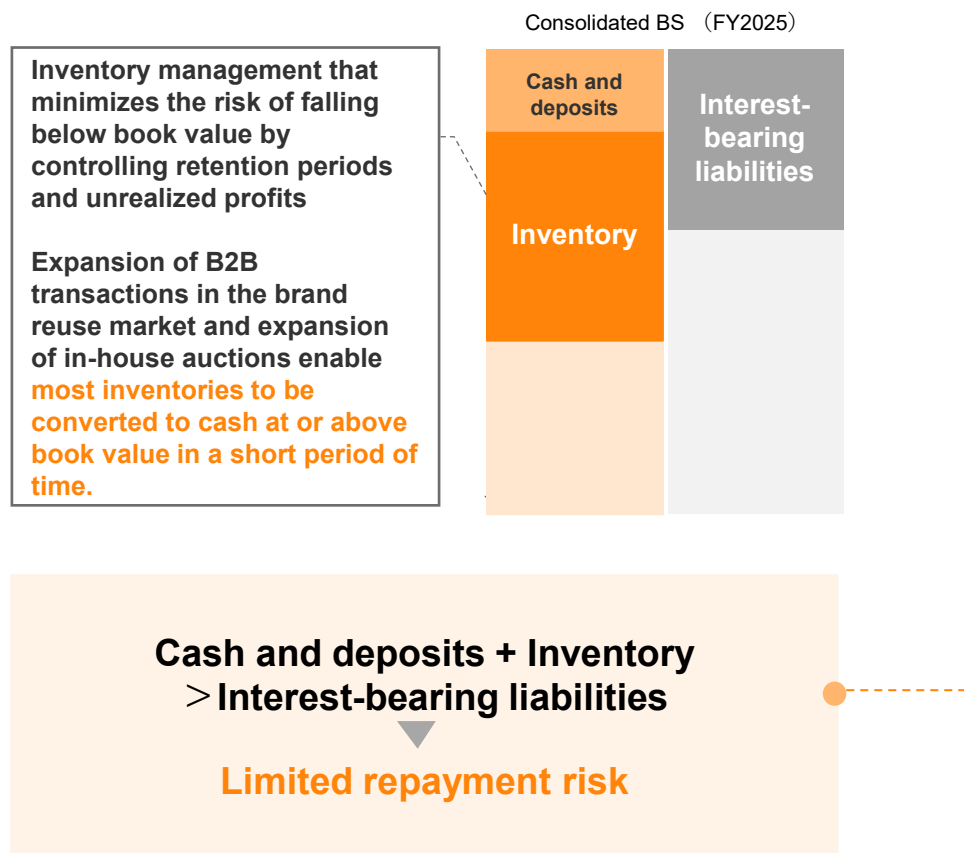 Consolidated BS （FY2025）
Inventory management that
minimizes the risk of falling
below book value by
controlling retention periods
and unrealized profits
Expansion of B2B
transactions in the brand
reuse market and expansion
of in-house auctions enable
most inventories to be
converted to cash at or above
book value in a short period of
time.
Cash and
deposits
Inventory
Interest-
bearing
liabilities
Cash and deposits + Inventory
＞Interest-bearing liabilities
Limited repayment risk